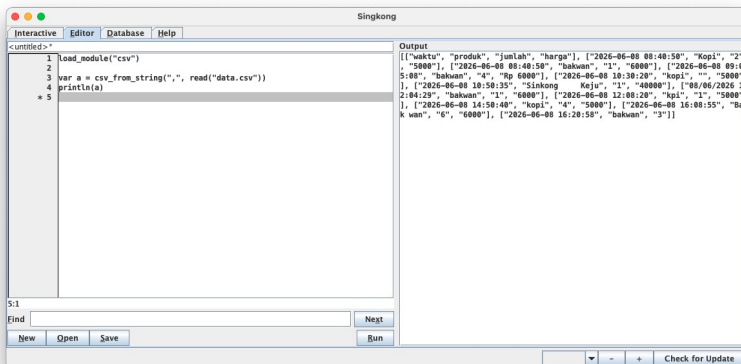 Singkong
Interactive Editor Database Help
<untitled>*
1 load_module("csv")
2
3 var a = csv_from_string(",", read("data.csv"))
4 println(a)
* 5
5:1
Find Next
New Open Save Run
Output
[["waktu", "produk", "jumlah", "harga"], ["2026-06-08 08:40:50", "Kopi", "2"
, "5000"], ["2026-06-08 08:40:50", "bakwan", "1", "6000"], ["2026-06-08 09:0
5:08", "bakwan", "4", "Rp 6000"], ["2026-06-08 10:30:20", "kopi", "", "5000"
], ["2026-06-08 10:50:35", "Sinkong    Keju", "1", "40000"], ["08/06/2026 1
2:04:29", "bakwan", "1", "6000"], ["2026-06-08 12:08:20", "kpi", "1", "5000"
], ["2026-06-08 14:50:40", "kopi", "4", "5000"], ["2026-06-08 16:08:55", "Ba
k wan", "6", "6000"], ["2026-06-08 16:20:58", "bakwan", "3"]]
- + Check for Update